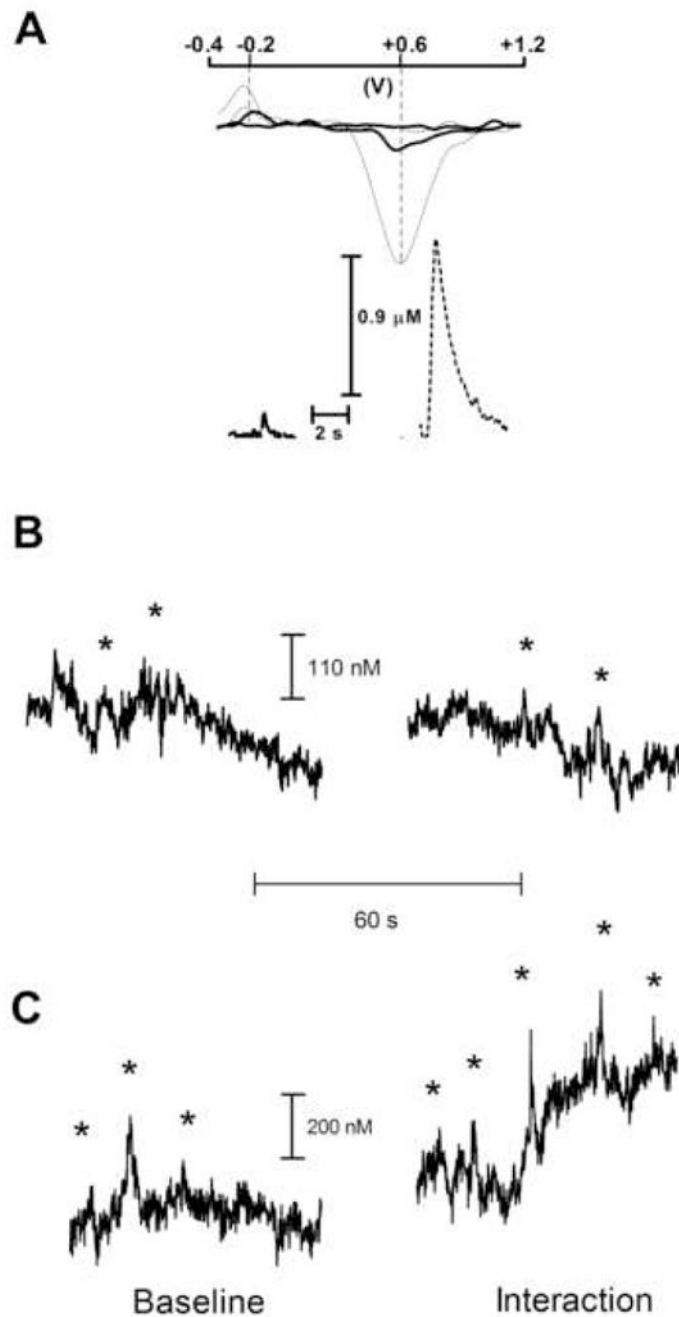 A
-0.4 -0.2 +0.6 +1.2
(V)
0.9 µM
2 s
B
* *
110 nM
* *
60 s
C
* * *
200 nM
* * * * *
Baseline Interaction